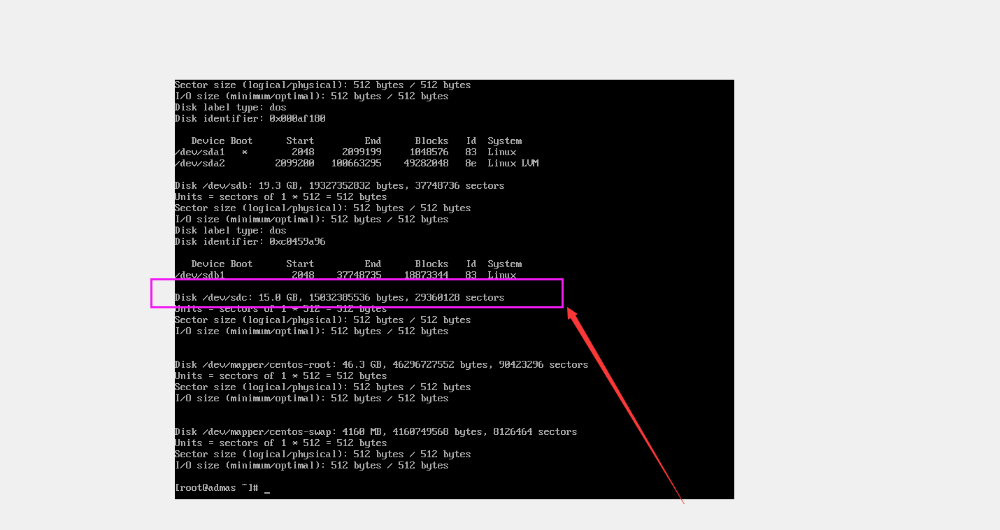 Sector size (logical/physical): 512 bytes / 512 bytes
I/O size (minimum/optimal): 512 bytes / 512 bytes
Disk label type: dos
Disk identifier: 0x000af180
Device Boot Start End Blocks Id System
/dev/sda1 * 2048 2099199 1048576 83 Linux
/dev/sda2 2099200 100663295 49282048 8e Linux LVM
Disk /dev/sdb: 19.3 GB, 19327352832 bytes, 37748736 sectors
Units = sectors of 1 * 512 = 512 bytes
Sector size (logical/physical): 512 bytes / 512 bytes
I/O size (minimum/optimal): 512 bytes / 512 bytes
Disk label type: dos
Disk identifier: 0xc0459a96
Device Boot Start End Blocks Id System
/dev/sdb1 2048 37748735 18873344 83 Linux
Disk /dev/sdc: 15.0 GB, 15032385536 bytes, 29360128 sectors
Units = sectors of 1 * 512 = 512 bytes
Sector size (logical/physical): 512 bytes / 512 bytes
I/O size (minimum/optimal): 512 bytes / 512 bytes
Disk /dev/mapper/centos-root: 46.3 GB, 46296727552 bytes, 90423296 sectors
Units = sectors of 1 * 512 = 512 bytes
Sector size (logical/physical): 512 bytes / 512 bytes
I/O size (minimum/optimal): 512 bytes / 512 bytes
Disk /dev/mapper/centos-swap: 4160 MB, 4160749568 bytes, 8126464 sectors
Units = sectors of 1 * 512 = 512 bytes
Sector size (logical/physical): 512 bytes / 512 bytes
I/O size (minimum/optimal): 512 bytes / 512 bytes
[root@admas ~]# _